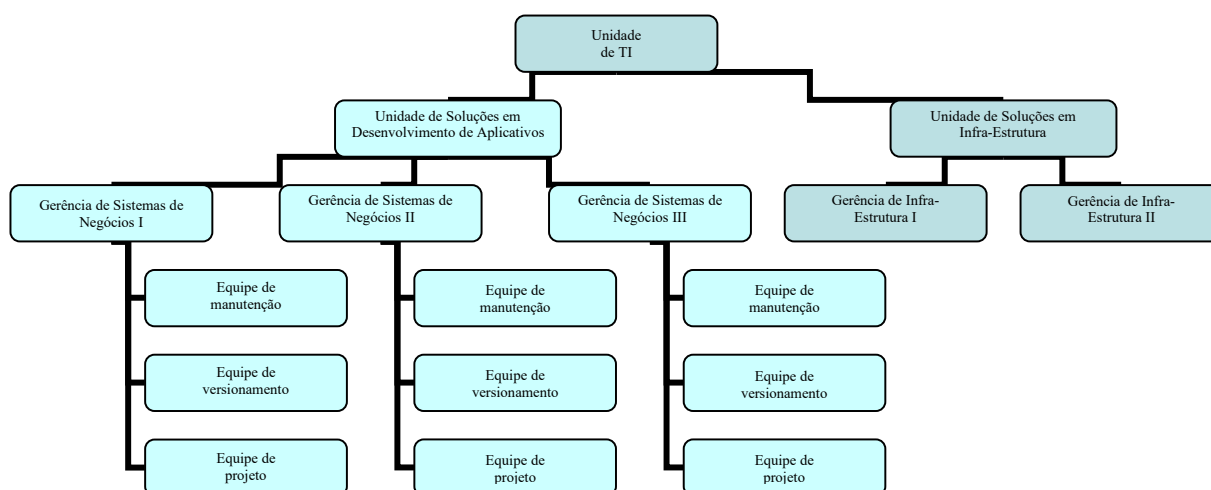 Unidade
de TI
Unidade de Soluções em
Desenvolvimento de Aplicativos
Unidade de Soluções em
Infra-Estrutura
Gerência de Sistemas de
Negócios I
Gerência de Sistemas de
Negócios II
Gerência de Sistemas de
Negócios III
Gerência de Infra-
Estrutura I
Gerência de Infra-
Estrutura II
Equipe de
manutenção
Equipe de
manutenção
Equipe de
manutenção
Equipe de
versionamento
Equipe de
versionamento
Equipe de
versionamento
Equipe de
projeto
Equipe de
projeto
Equipe de
projeto